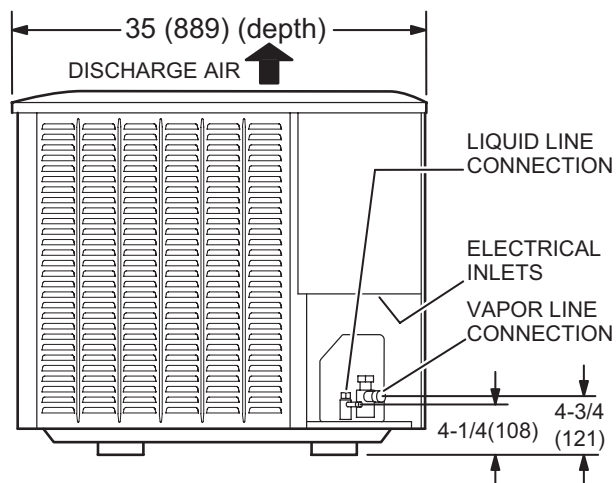 35 (889) (depth)
DISCHARGE AIR
LIQUID LINE
CONNECTION
ELECTRICAL
INLETS
VAPOR LINE
CONNECTION
4-1/4(108)
4-3/4
(121)